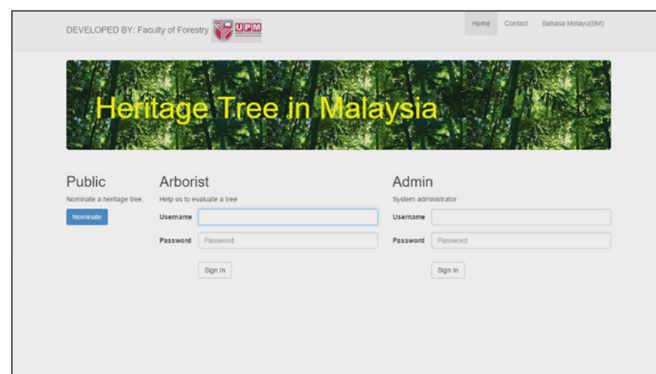 DEVELOPED BY: Faculty of Forestry UPM
Home Contact Bahasa Melayu(BM)
Heritage Tree in Malaysia
Public
Nominate a heritage tree.
Nominate
Arborist
Help us to evaluate a tree
Username
Password Password
Sign In
Admin
System administrator
Username
Password Password
Sign In